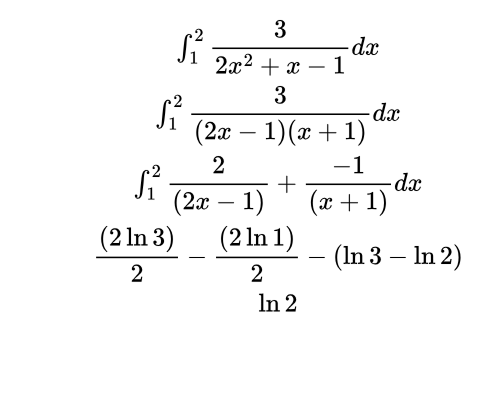 ∫₁² 3/(2x² + x − 1) dx
∫₁² 3/((2x − 1)(x + 1)) dx
∫₁² 2/(2x − 1) + −1/(x + 1) dx
(2 ln 3)/2 − (2 ln 1)/2 − (ln 3 − ln 2)
ln 2